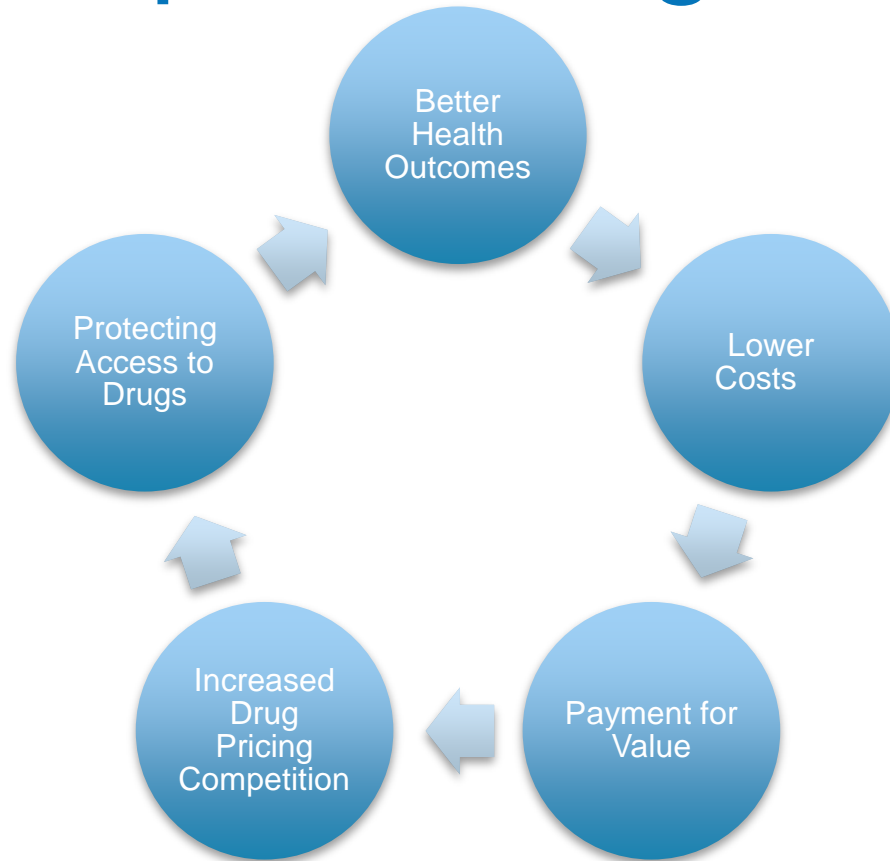 Better
Health
Outcomes
Protecting
Access to
Drugs
Lower
Costs
Increased
Drug
Pricing
Competition
Payment for
Value